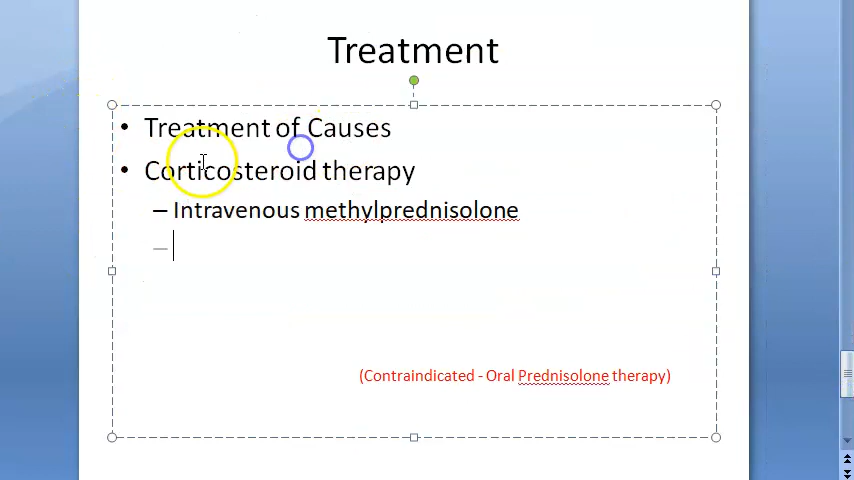 Treatment
• Treatment of Causes
• Corticosteroid therapy
– Intravenous methylprednisolone
–
(Contraindicated - Oral Prednisolone therapy)